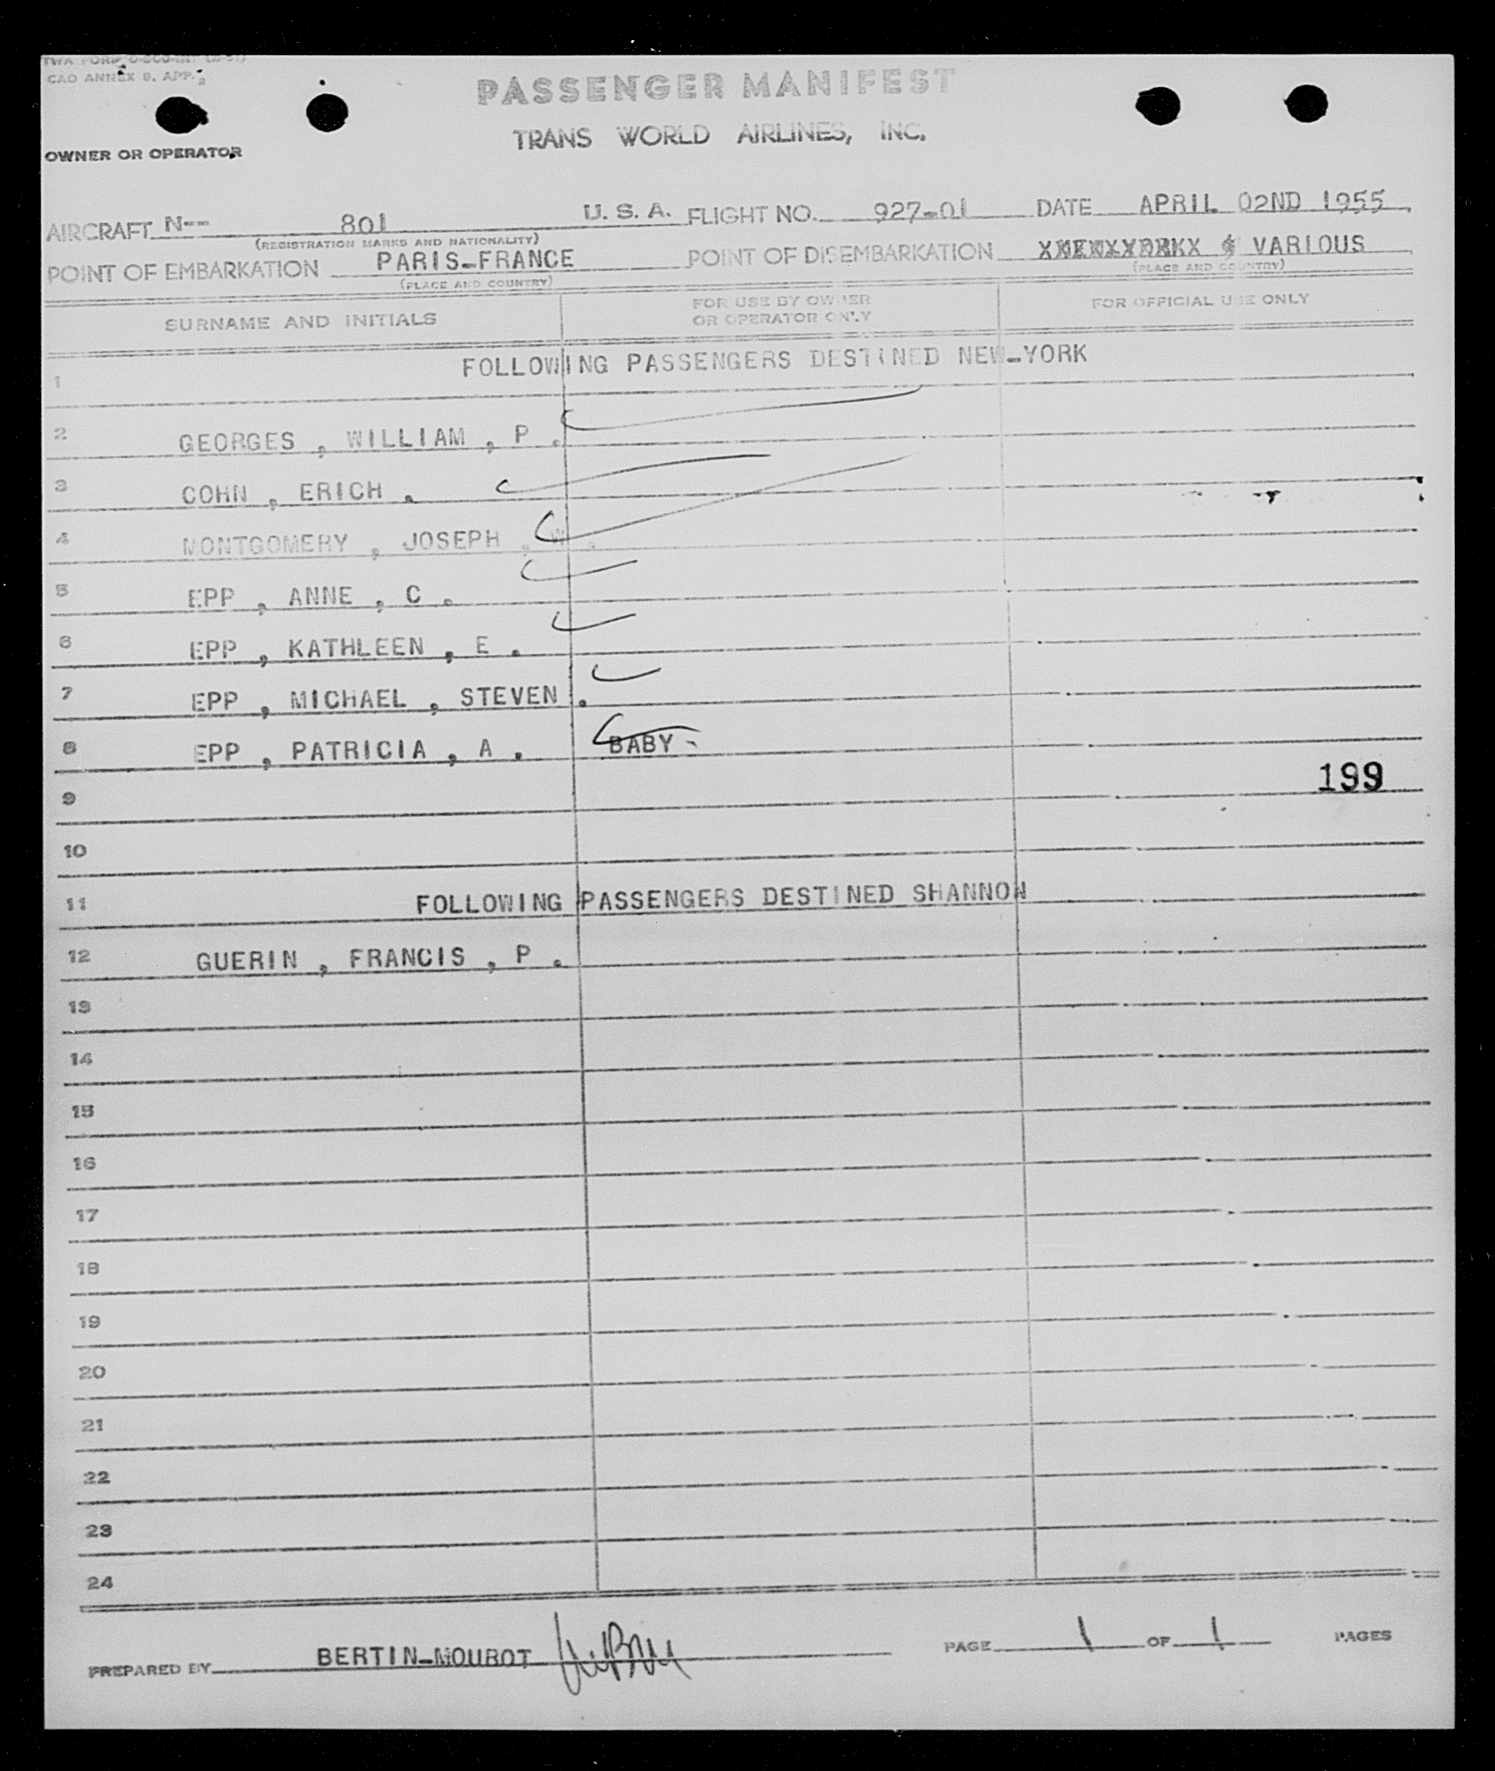 CAO ANNEX 9. APP. 2
PASSENGER MANIFEST
TRANS WORLD AIRLINES, INC.
OWNER OR OPERATOR
AIRCRAFT N-- 801 U. S. A. FLIGHT NO. 927-01 DATE APRIL 02ND 1955
(REGISTRATION MARKS AND NATIONALITY)
POINT OF EMBARKATION PARIS-FRANCE POINT OF DISEMBARKATION VARIOUS
(PLACE AND COUNTRY) (PLACE AND COUNTRY)
SURNAME AND INITIALS FOR USE BY OWNER OR OPERATOR ONLY FOR OFFICIAL USE ONLY
1 FOLLOWING PASSENGERS DESTINED NEW-YORK
2 GEORGES , WILLIAM , P .
3 COHN , ERICH .
4 MONTGOMERY , JOSEPH , W .
5 EPP , ANNE , C .
6 EPP , KATHLEEN , E .
7 EPP , MICHAEL , STEVEN .
8 EPP , PATRICIA , A . BABY -
9 199
10
11 FOLLOWING PASSENGERS DESTINED SHANNON
12 GUERIN , FRANCIS , P .
13
14
15
16
17
18
19
20
21
22
23
24
PREPARED BY BERTIN-MOUROT PAGE 1 OF 1 PAGES